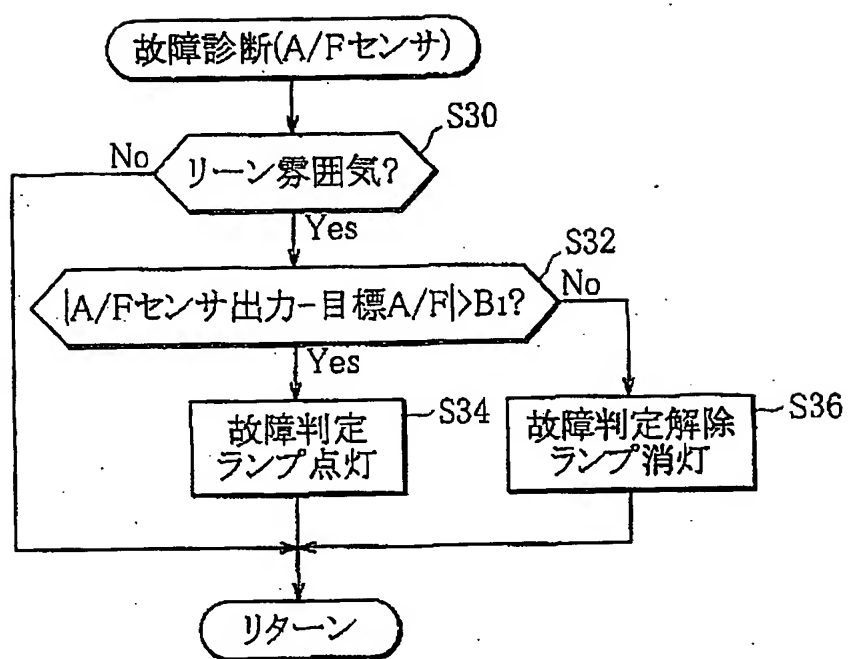 故障診断(A/Fセンサ)
S30
No
リーン雰囲気?
Yes
S32
|A/Fセンサ出力-目標A/F|>B1?
No
Yes
故障判定
ランプ点灯
S34
故障判定解除
ランプ消灯
S36
リターン